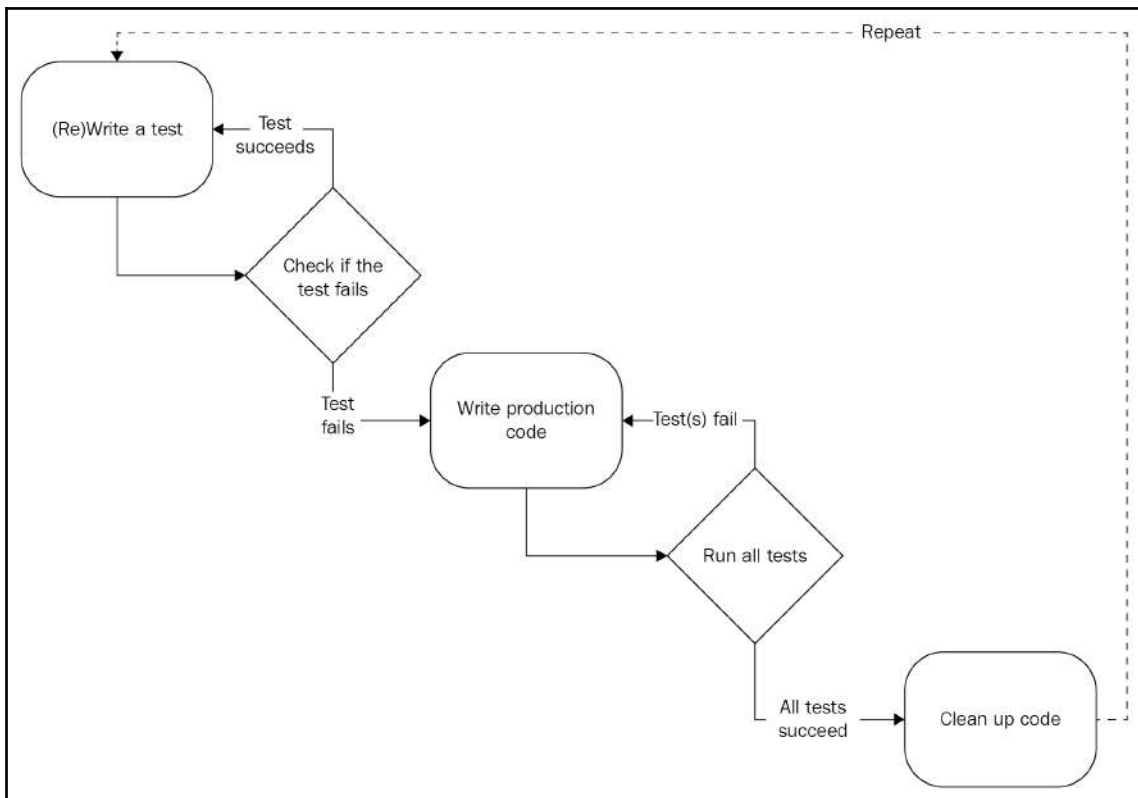 Repeat
(Re)Write a test
Test
succeeds
Check if the
test fails
Test
fails
Write production
code
Test(s) fail
Run all tests
All tests
succeed
Clean up code